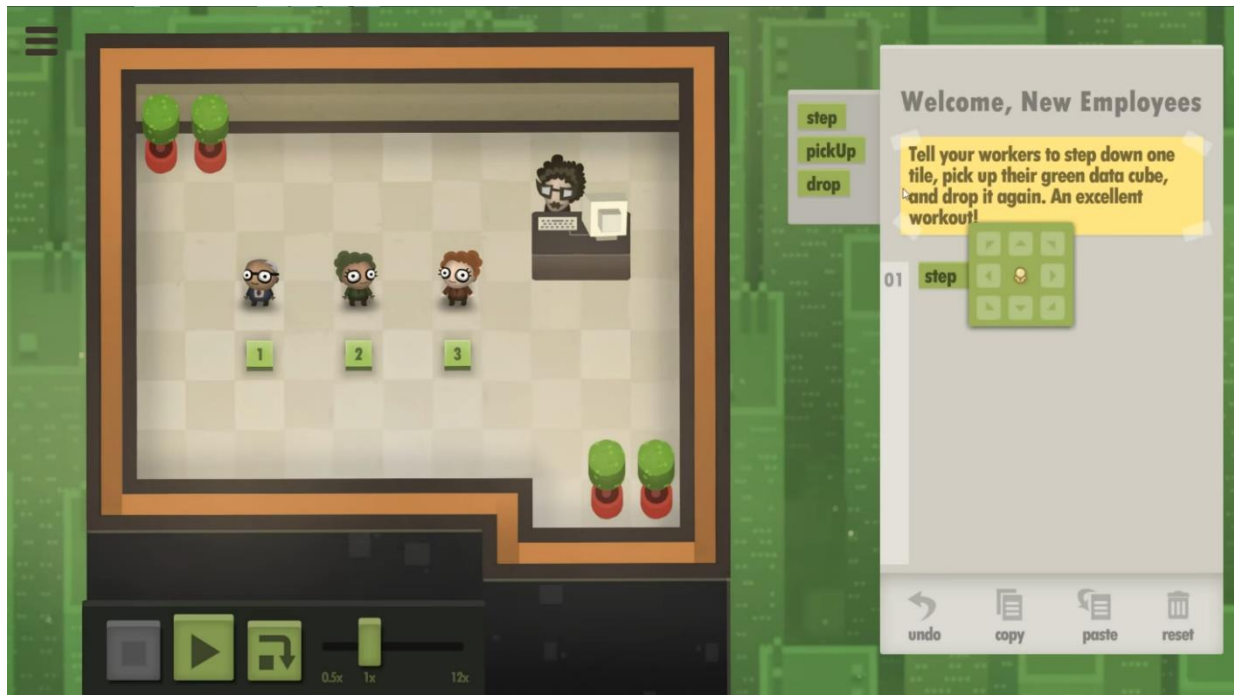 Welcome, New Employees
step
pickUp
drop
Tell your workers to step down one
tile, pick up their green data cube,
and drop it again. An excellent
workout!
01 step
1 2 3
undo copy paste reset
0.5x 1x 12x